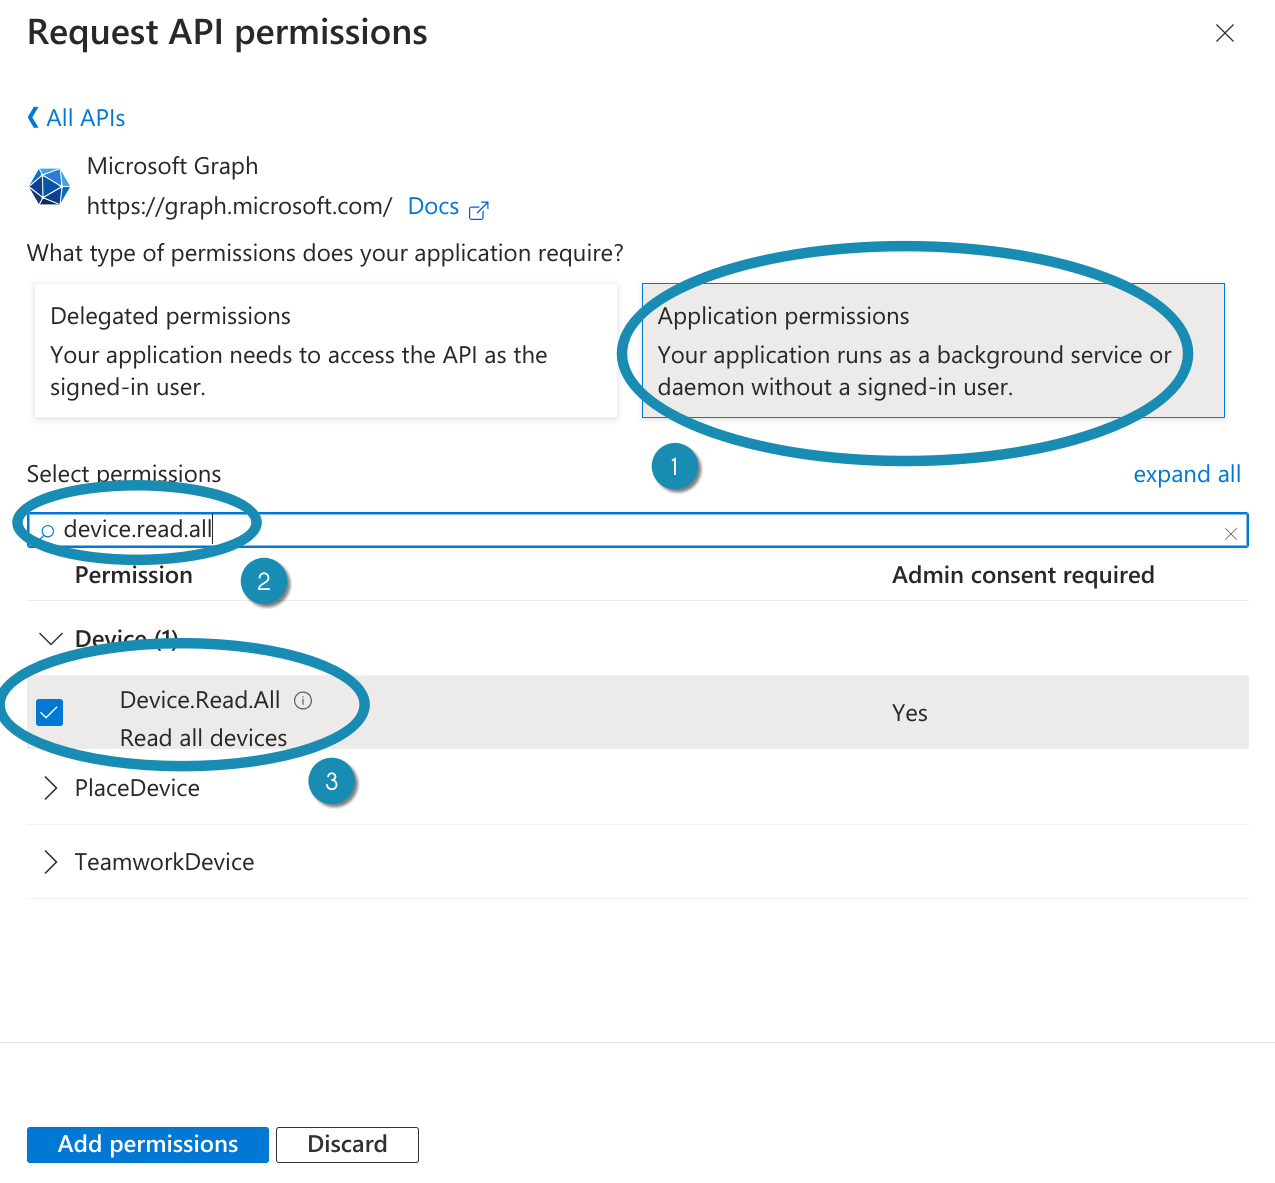 Request API permissions
All APIs
Microsoft Graph
https://graph.microsoft.com/ Docs
What type of permissions does your application require?
Delegated permissions
Your application needs to access the API as the
signed-in user.
Application permissions
Your application runs as a background service or
daemon without a signed-in user.
1
Select permissions
expand all
device.read.all
Permission
Admin consent required
2
Device (1)
Device.Read.All
Read all devices
Yes
3
PlaceDevice
TeamworkDevice
Add permissions
Discard